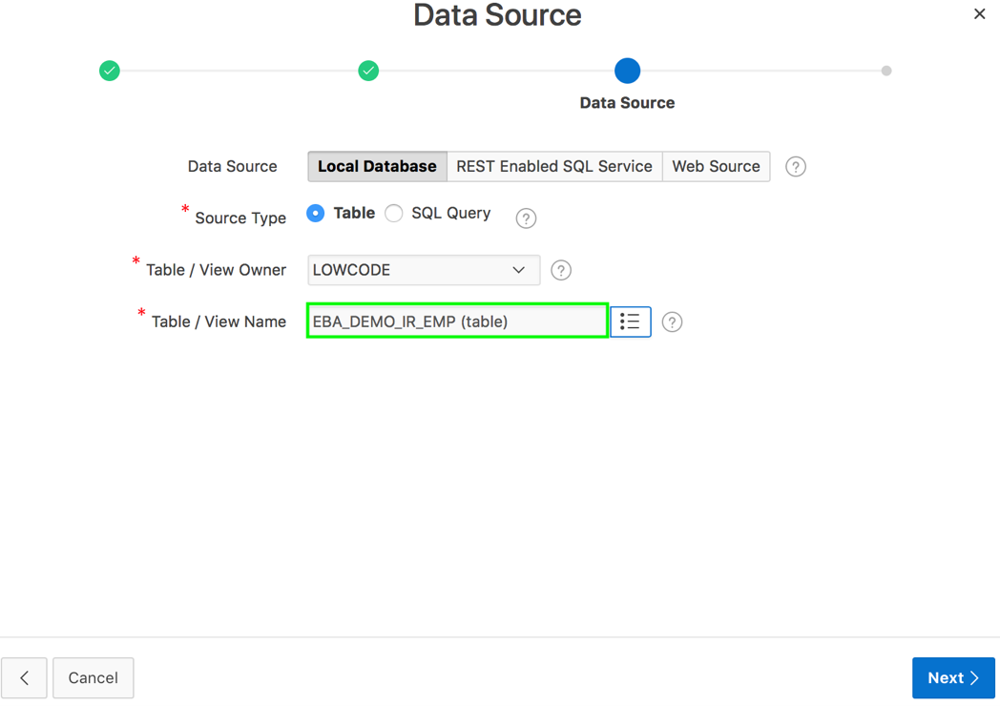 Data Source
Data Source
Data Source Local Database REST Enabled SQL Service Web Source ?
* Source Type Table SQL Query ?
* Table / View Owner LOWCODE ?
* Table / View Name EBA_DEMO_IR_EMP (table) ?
Cancel Next